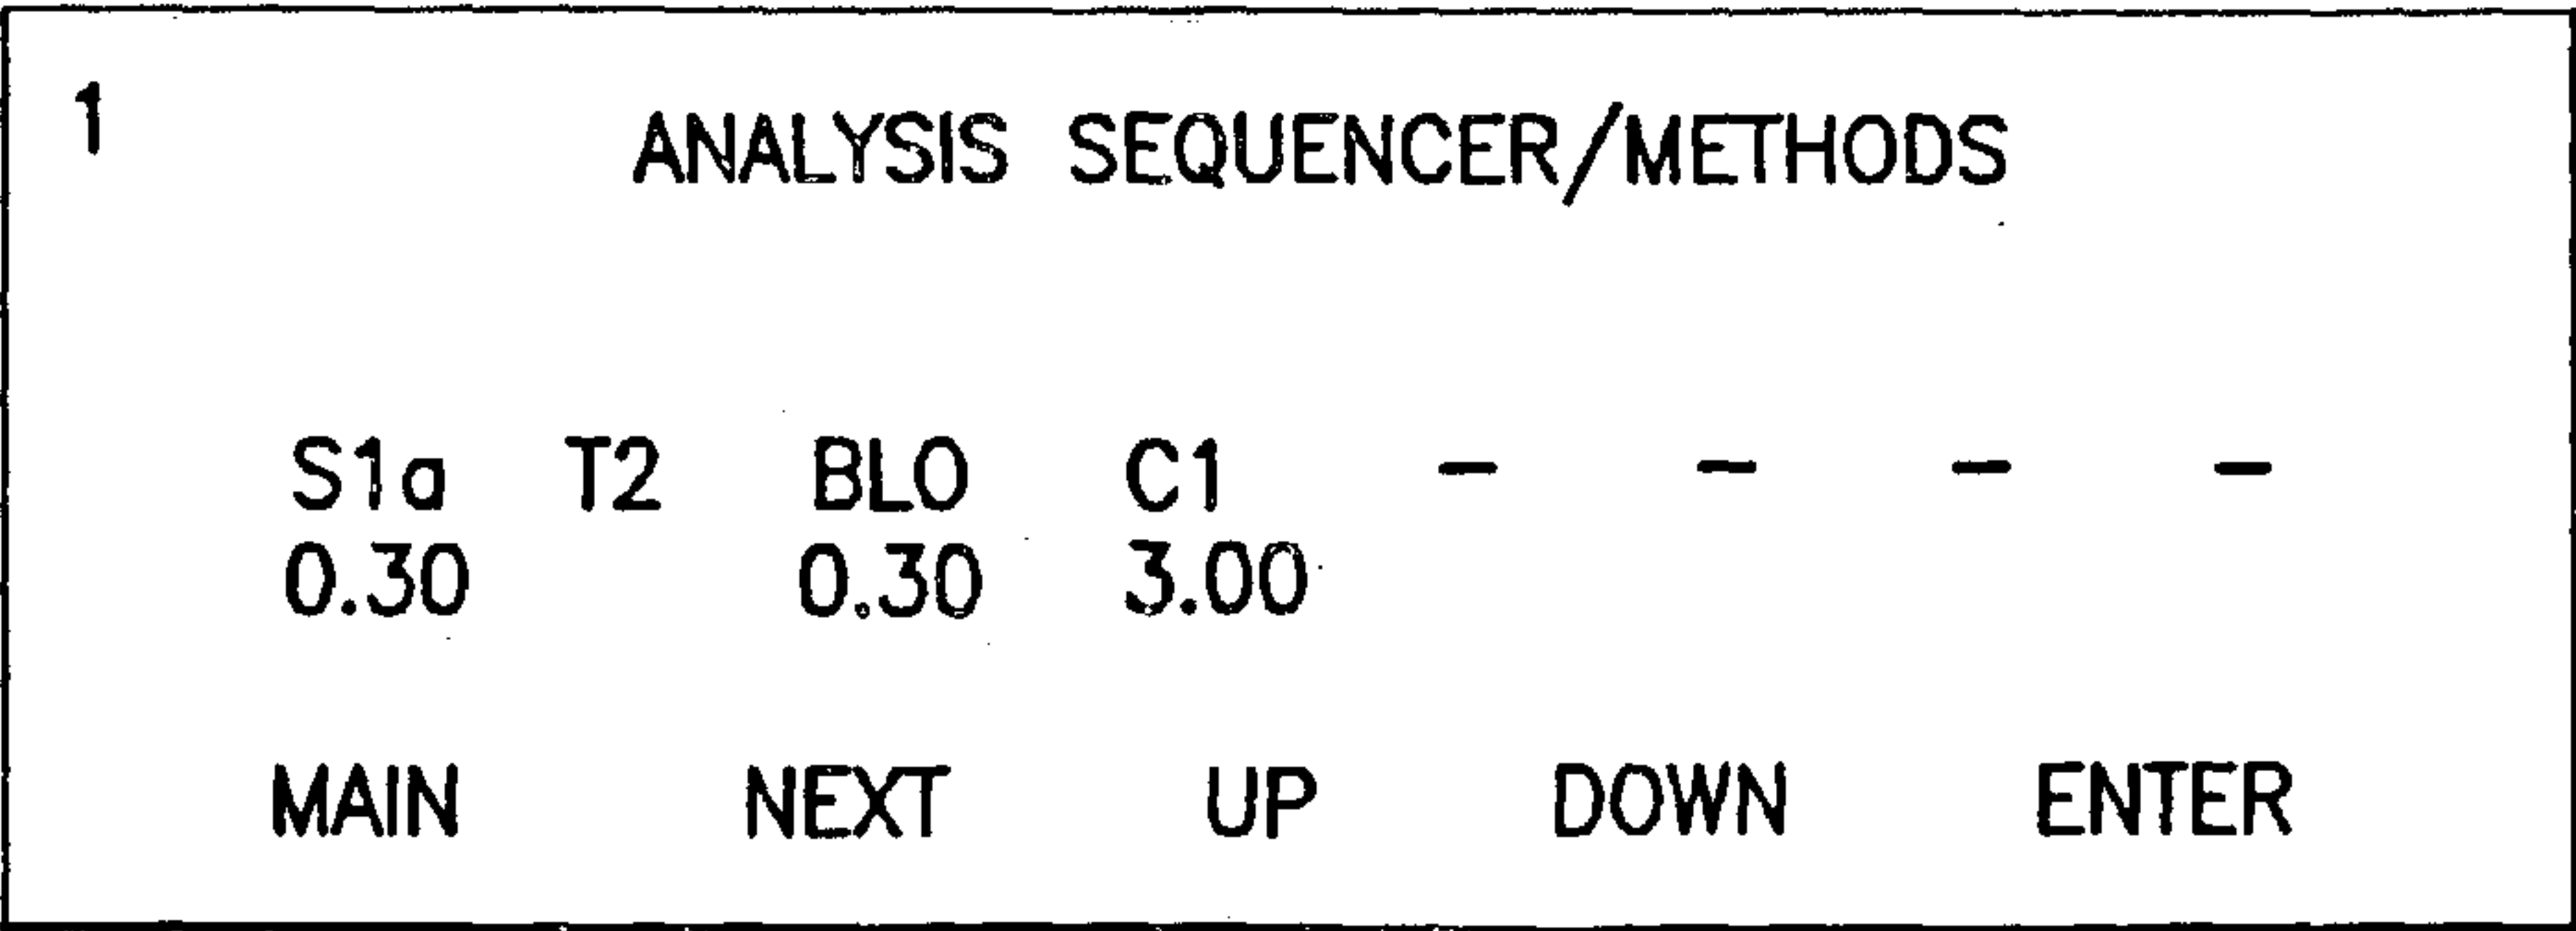 1
ANALYSIS SEQUENCER/METHODS
S1a T2 BLO C1 - - - -
0.30 0.30 3.00
MAIN NEXT UP DOWN ENTER